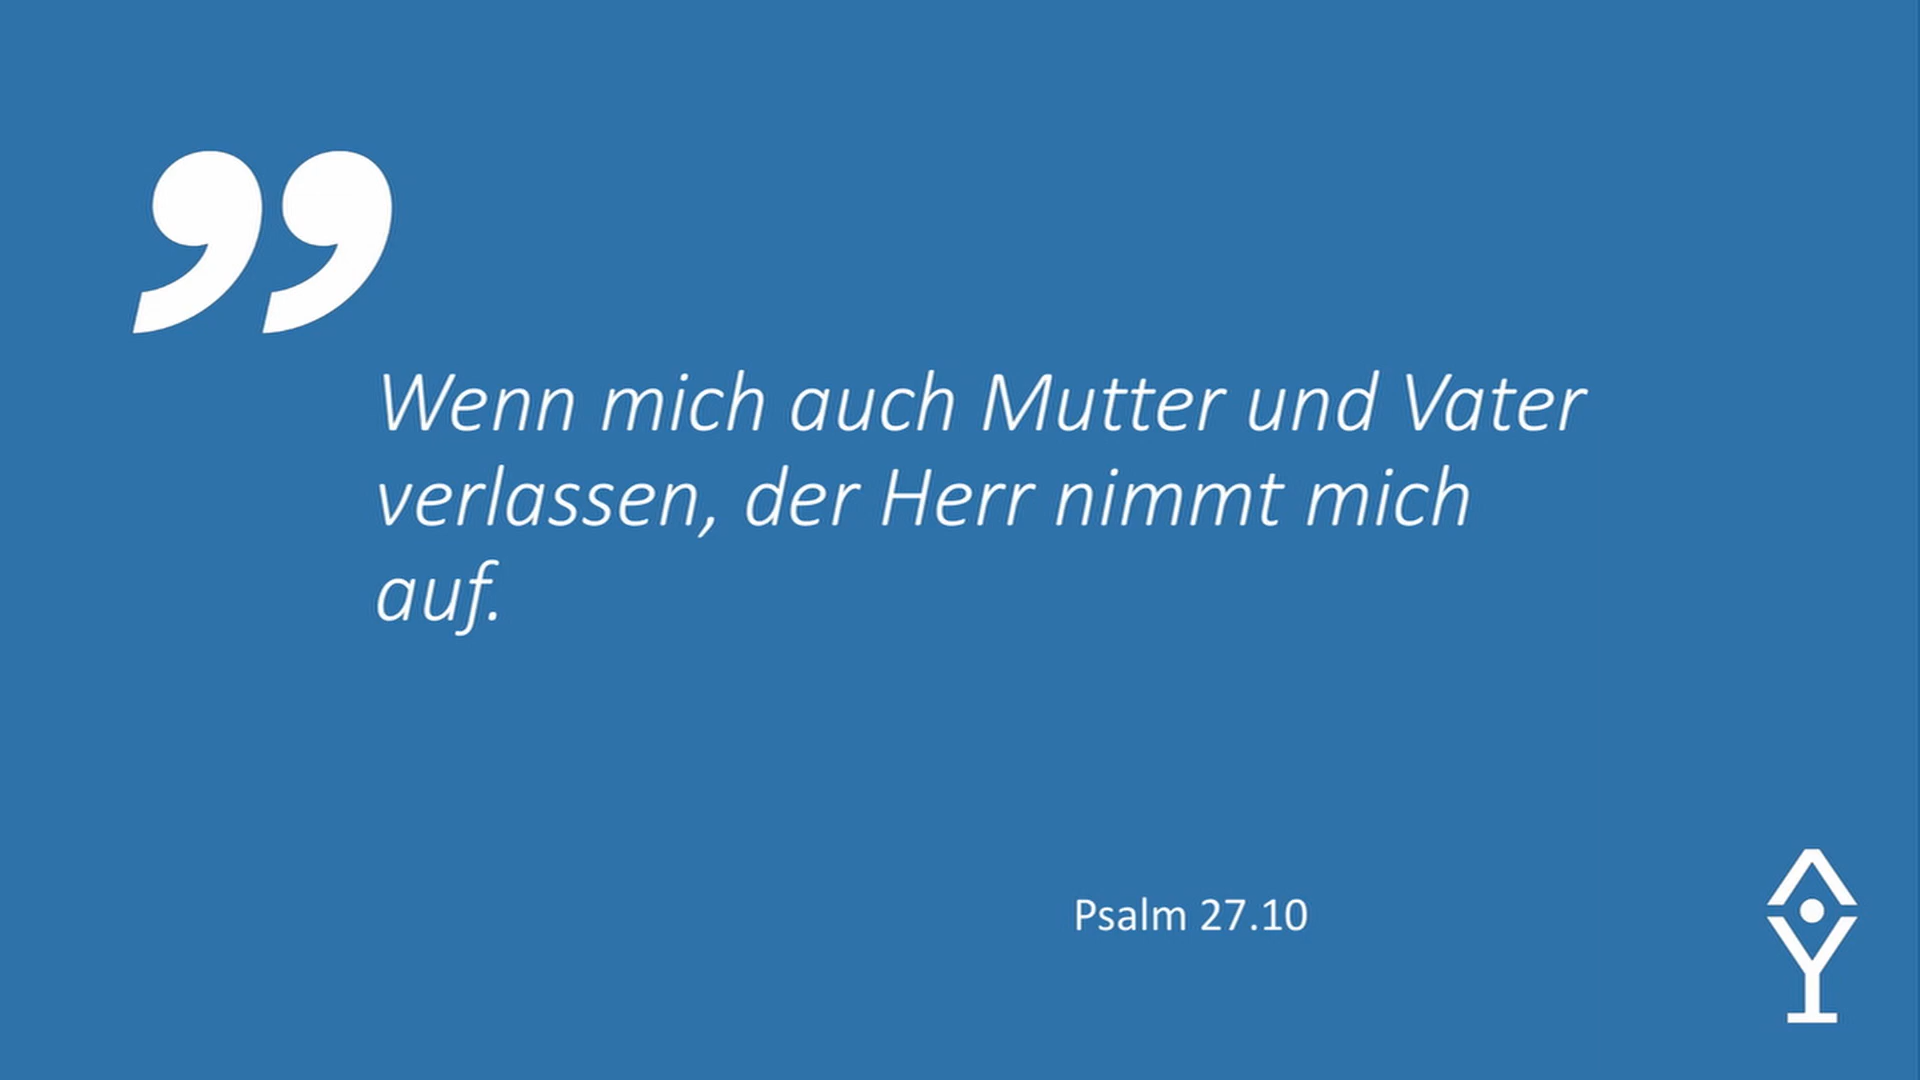 ”
Wenn mich auch Mutter und Vater
verlassen, der Herr nimmt mich
auf.
Psalm 27.10